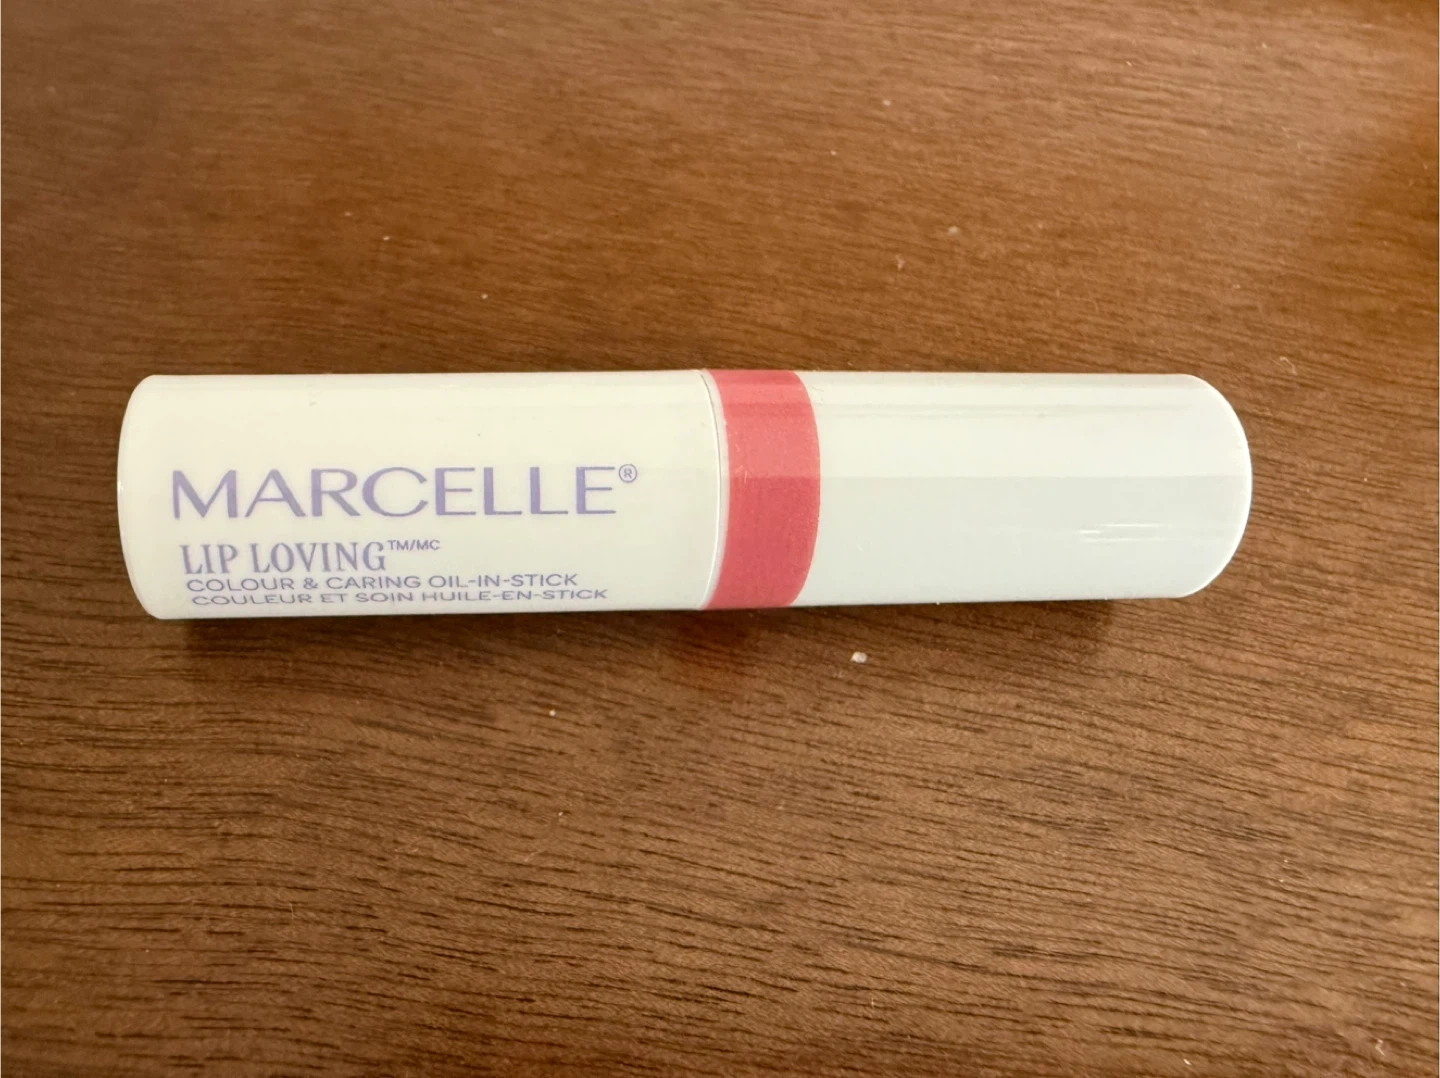 MARCELLE®
LIP LOVING™/MC
COLOUR & CARING OIL-IN-STICK
COULEUR ET SOIN HUILE-EN-STICK